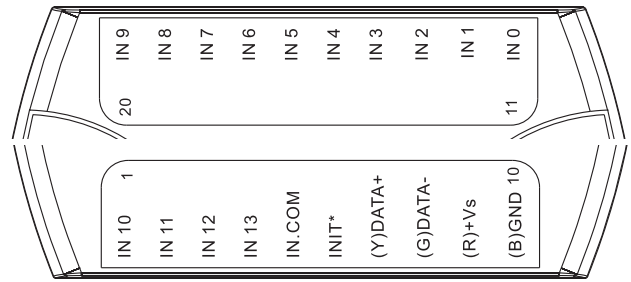 IN 9
IN 8
IN 7
IN 6
IN 5
IN 4
IN 3
IN 2
IN 1
IN 0
20
11
1
10
IN 10
IN 11
IN 12
IN 13
IN.COM
INIT*
(Y)DATA+
(G)DATA-
(R)+Vs
(B)GND